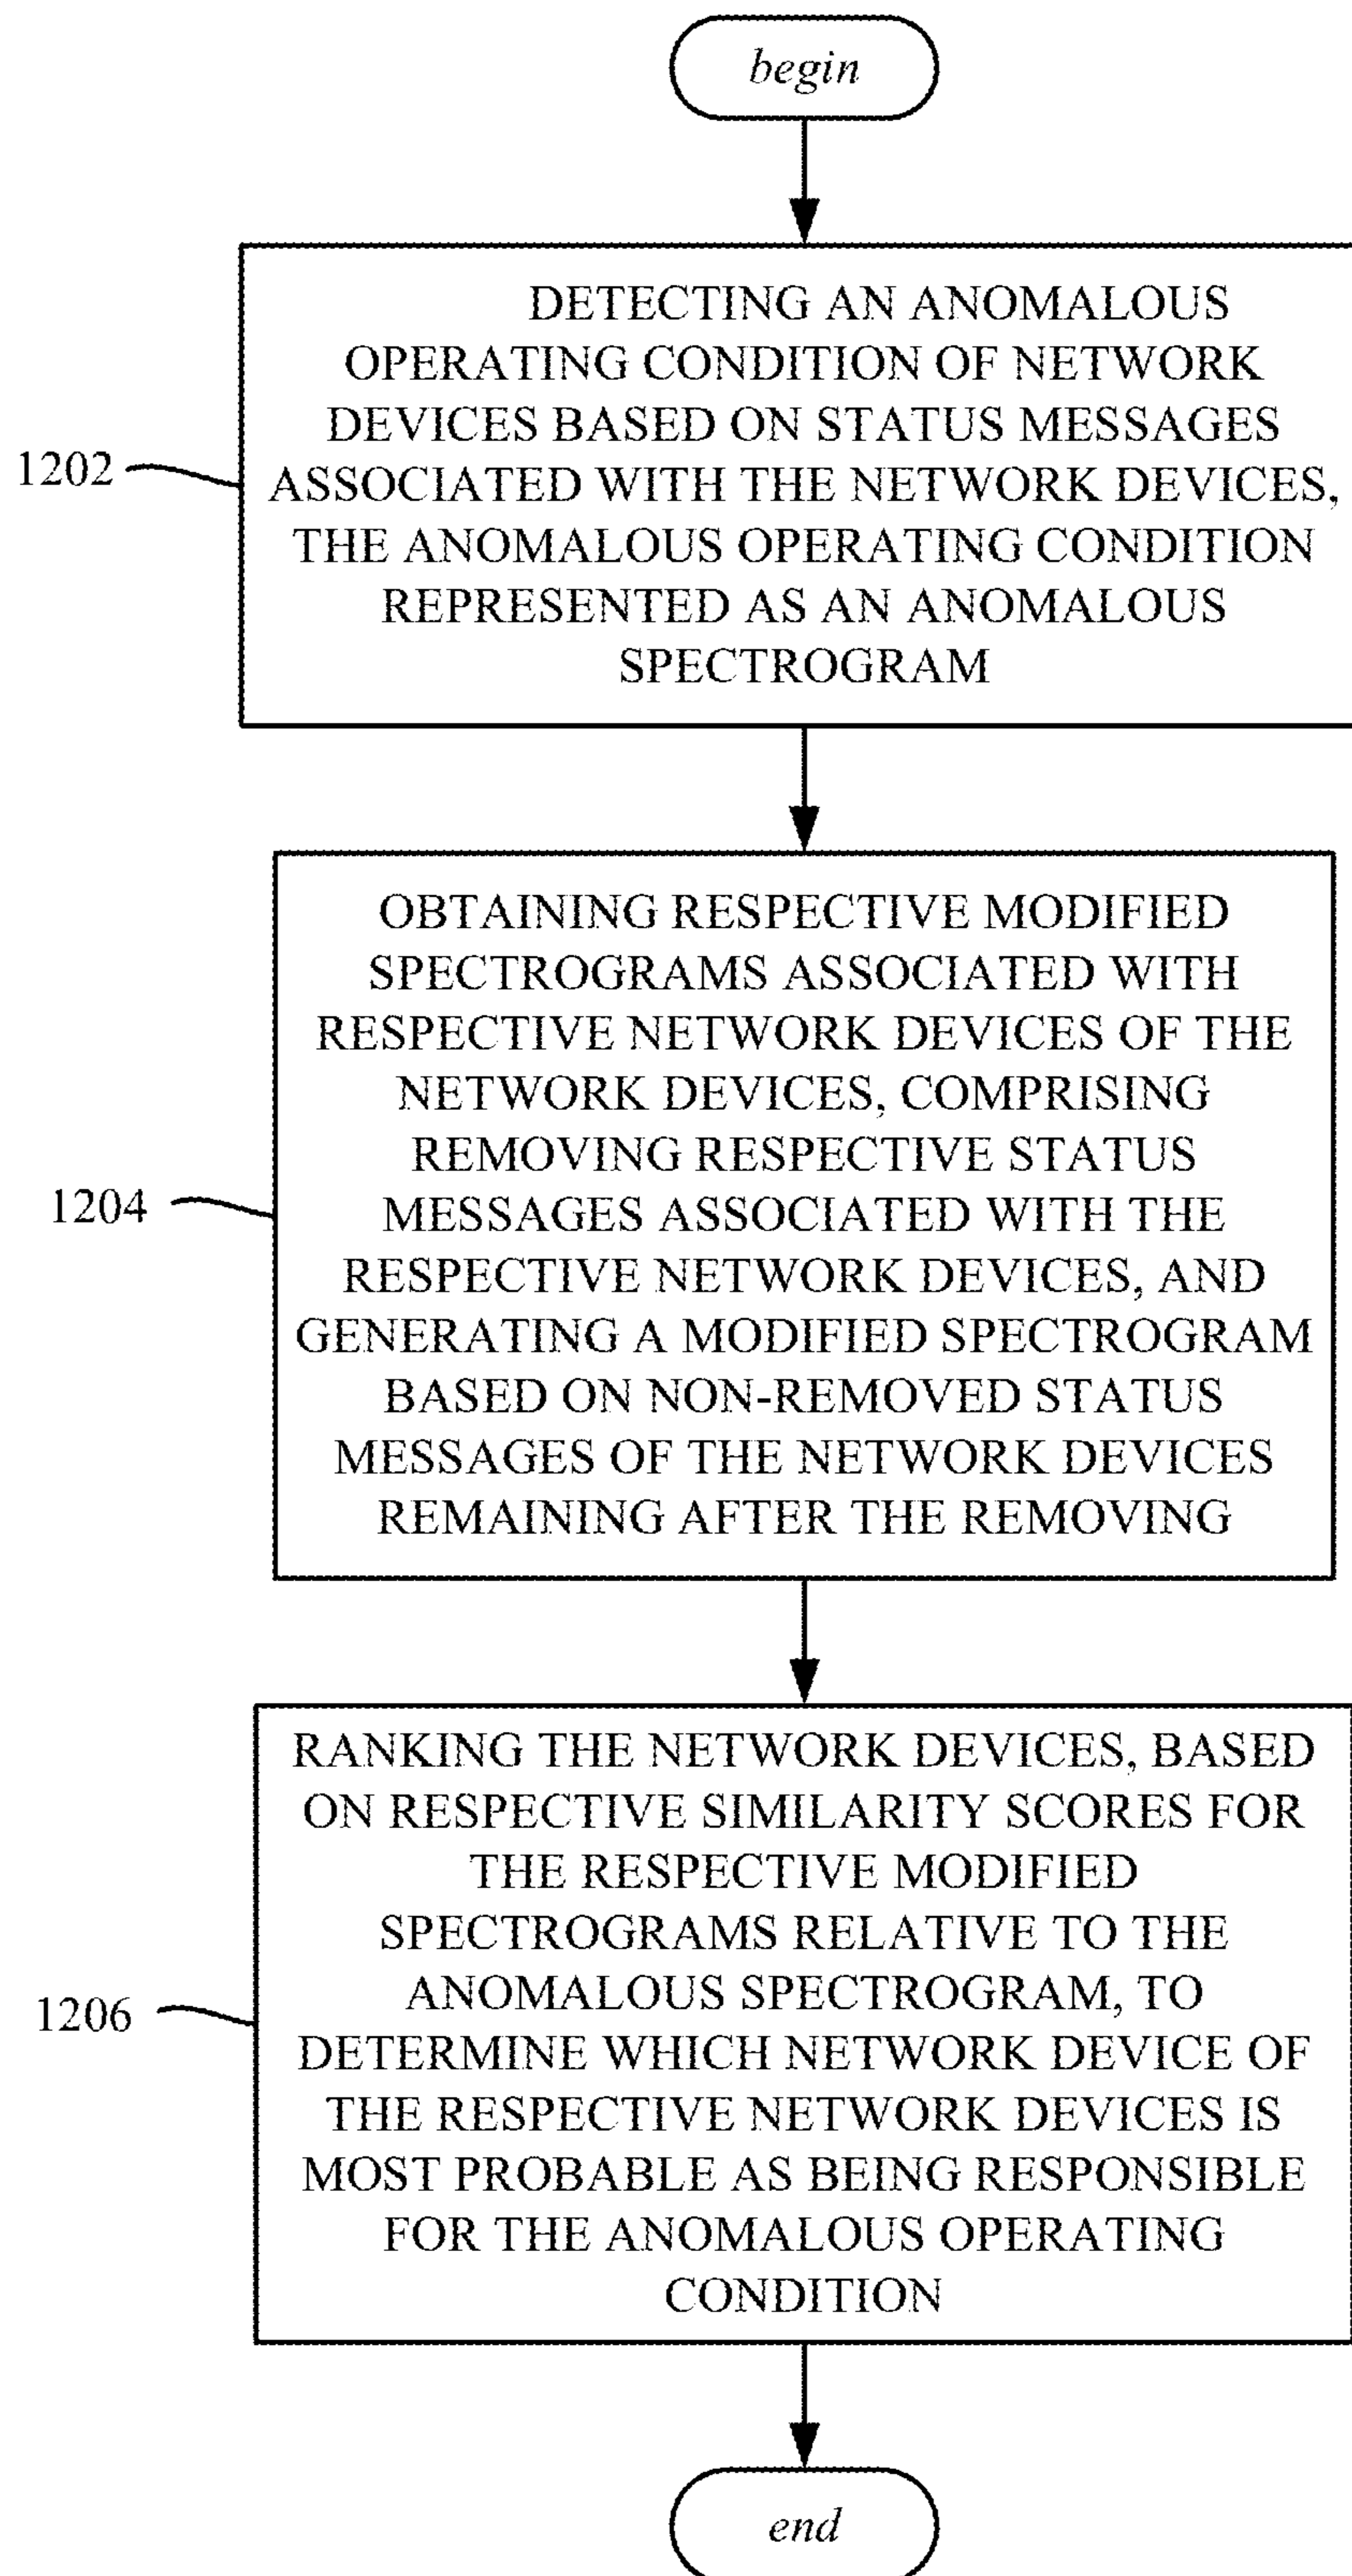 begin
DETECTING AN ANOMALOUS
OPERATING CONDITION OF NETWORK
DEVICES BASED ON STATUS MESSAGES
ASSOCIATED WITH THE NETWORK DEVICES,
THE ANOMALOUS OPERATING CONDITION
REPRESENTED AS AN ANOMALOUS
SPECTROGRAM
1202
OBTAINING RESPECTIVE MODIFIED
SPECTROGRAMS ASSOCIATED WITH
RESPECTIVE NETWORK DEVICES OF THE
NETWORK DEVICES, COMPRISING
REMOVING RESPECTIVE STATUS
MESSAGES ASSOCIATED WITH THE
RESPECTIVE NETWORK DEVICES, AND
GENERATING A MODIFIED SPECTROGRAM
BASED ON NON-REMOVED STATUS
MESSAGES OF THE NETWORK DEVICES
REMAINING AFTER THE REMOVING
1204
RANKING THE NETWORK DEVICES, BASED
ON RESPECTIVE SIMILARITY SCORES FOR
THE RESPECTIVE MODIFIED
SPECTROGRAMS RELATIVE TO THE
ANOMALOUS SPECTROGRAM, TO
DETERMINE WHICH NETWORK DEVICE OF
THE RESPECTIVE NETWORK DEVICES IS
MOST PROBABLE AS BEING RESPONSIBLE
FOR THE ANOMALOUS OPERATING
CONDITION
1206
end